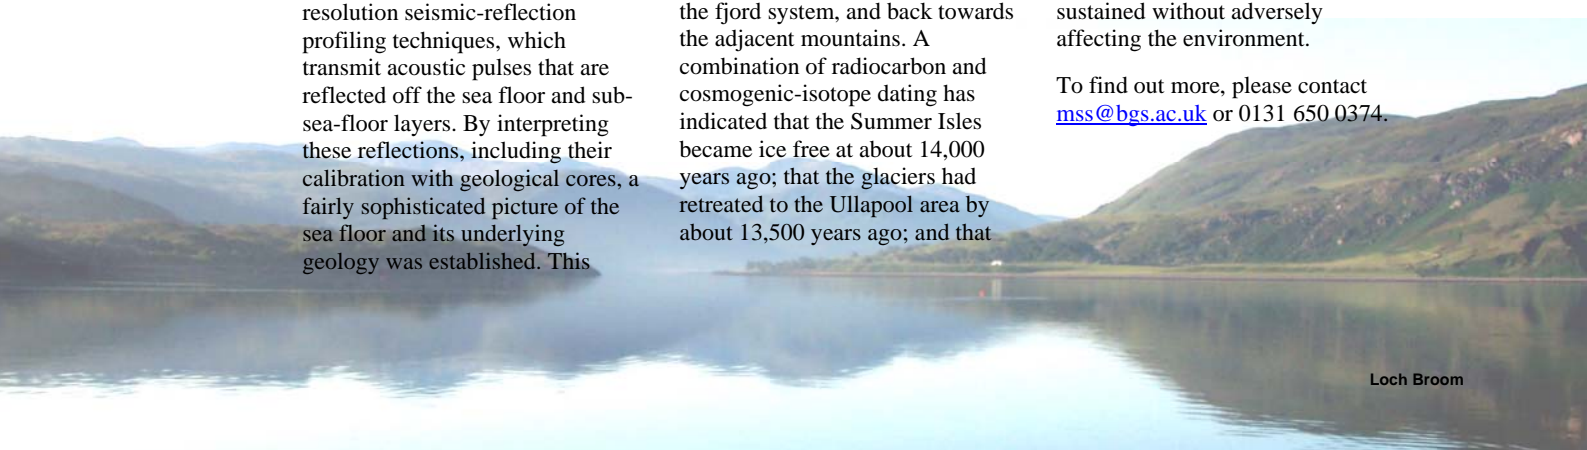 resolution seismic-reflection
profiling techniques, which
transmit acoustic pulses that are
reflected off the sea floor and sub-
sea-floor layers. By interpreting
these reflections, including their
calibration with geological cores, a
fairly sophisticated picture of the
sea floor and its underlying
geology was established. This
the fjord system, and back towards
the adjacent mountains. A
combination of radiocarbon and
cosmogenic-isotope dating has
indicated that the Summer Isles
became ice free at about 14,000
years ago; that the glaciers had
retreated to the Ullapool area by
about 13,500 years ago; and that
sustained without adversely
affecting the environment.
To find out more, please contact
mss@bgs.ac.uk or 0131 650 0374.
Loch Broom